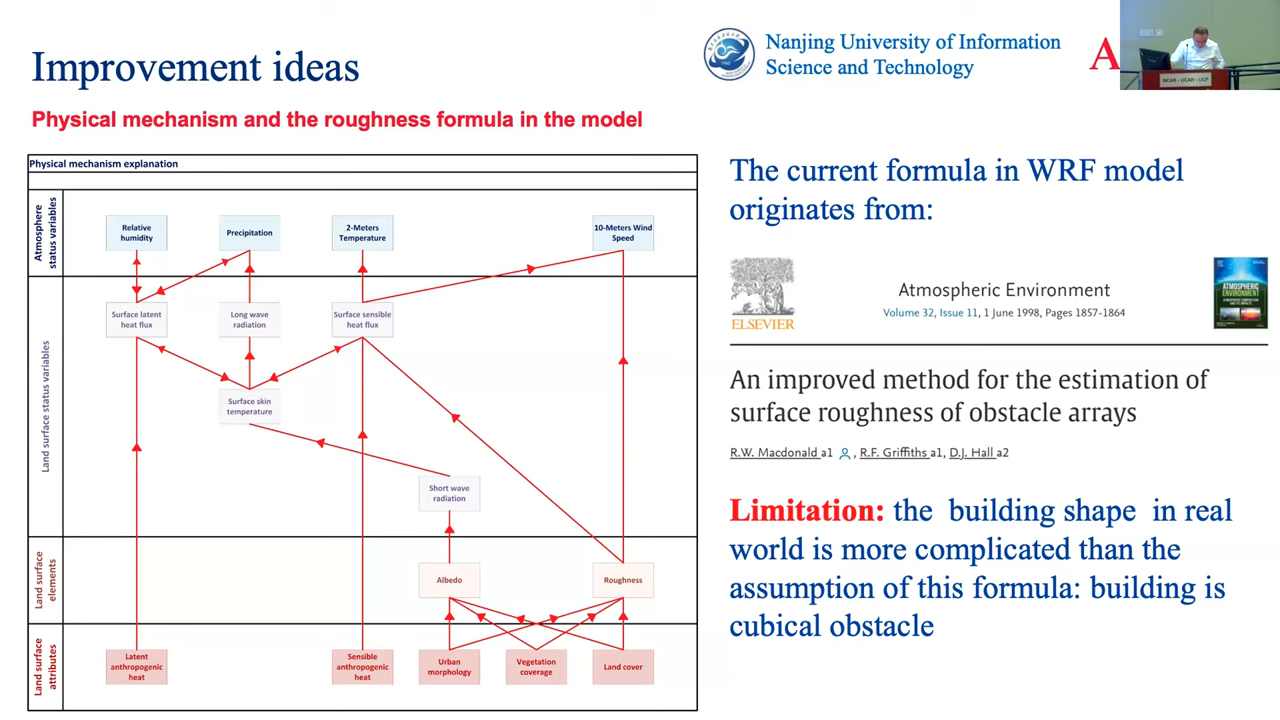 Improvement ideas
Nanjing University of Information
Science and Technology
A
NCAR - UCAR - UCP
Physical mechanism and the roughness formula in the model
Physical mechanism explanation
Atmosphere
status variables
Relative
humidity
Precipitation
2-Meters
Temperature
10-Meters Wind
Speed
Land surface status variables
Surface latent
heat flux
Long wave
radiation
Surface sensible
heat flux
Surface skin
temperature
Short wave
radiation
Land surface
elements
Albedo
Roughness
Land surface
attributes
Latent
anthropogenic
heat
Sensible
anthropogenic
heat
Urban
morphology
Vegetation
coverage
Land cover
The current formula in WRF model
originates from:
ELSEVIER
Atmospheric Environment
Volume 32, Issue 11, 1 June 1998, Pages 1857-1864
ATMOSPHERIC
ENVIRONMENT
An improved method for the estimation of
surface roughness of obstacle arrays
R.W. Macdonald a1 , R.F. Griffiths a1, D.J. Hall a2
Limitation: the building shape in real
world is more complicated than the
assumption of this formula: building is
cubical obstacle